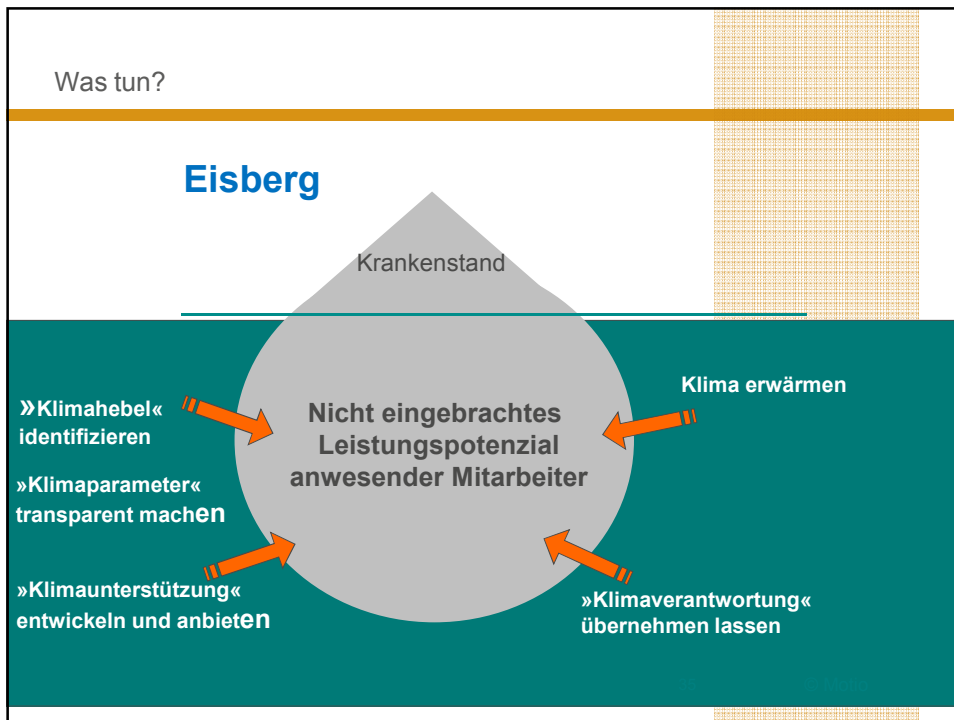 Was tun?
Eisberg
Krankenstand
Nicht eingebrachtes
Leistungspotenzial
anwesender Mitarbeiter
»Klimahebel«
identifizieren
»Klimaparameter«
transparent machen
»Klimaunterstützung«
entwickeln und anbieten
Klima erwärmen
»Klimaverantwortung«
übernehmen lassen